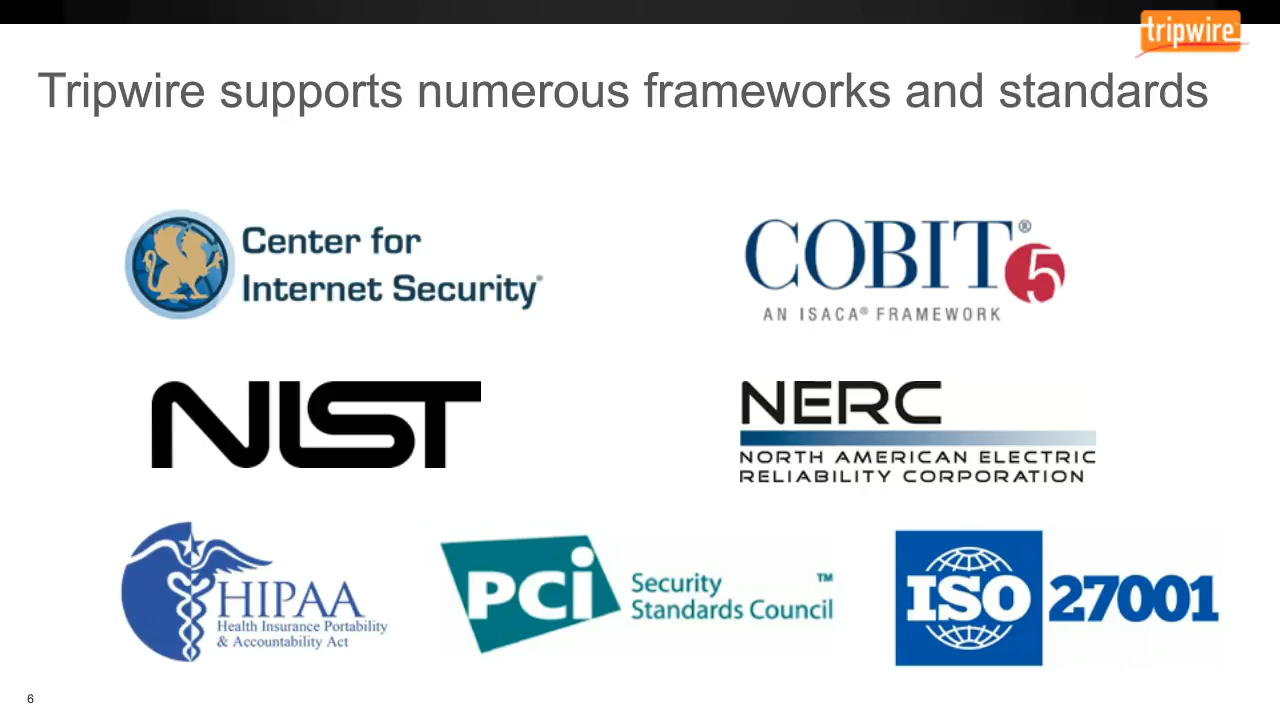 tripwire
Tripwire supports numerous frameworks and standards
Center for
Internet Security®
COBIT® 5
AN ISACA® FRAMEWORK
NIST
NERC
NORTH AMERICAN ELECTRIC
RELIABILITY CORPORATION
HIPAA
Health Insurance Portability
& Accountability Act
PCi
Security ™
Standards Council
ISO 27001
6